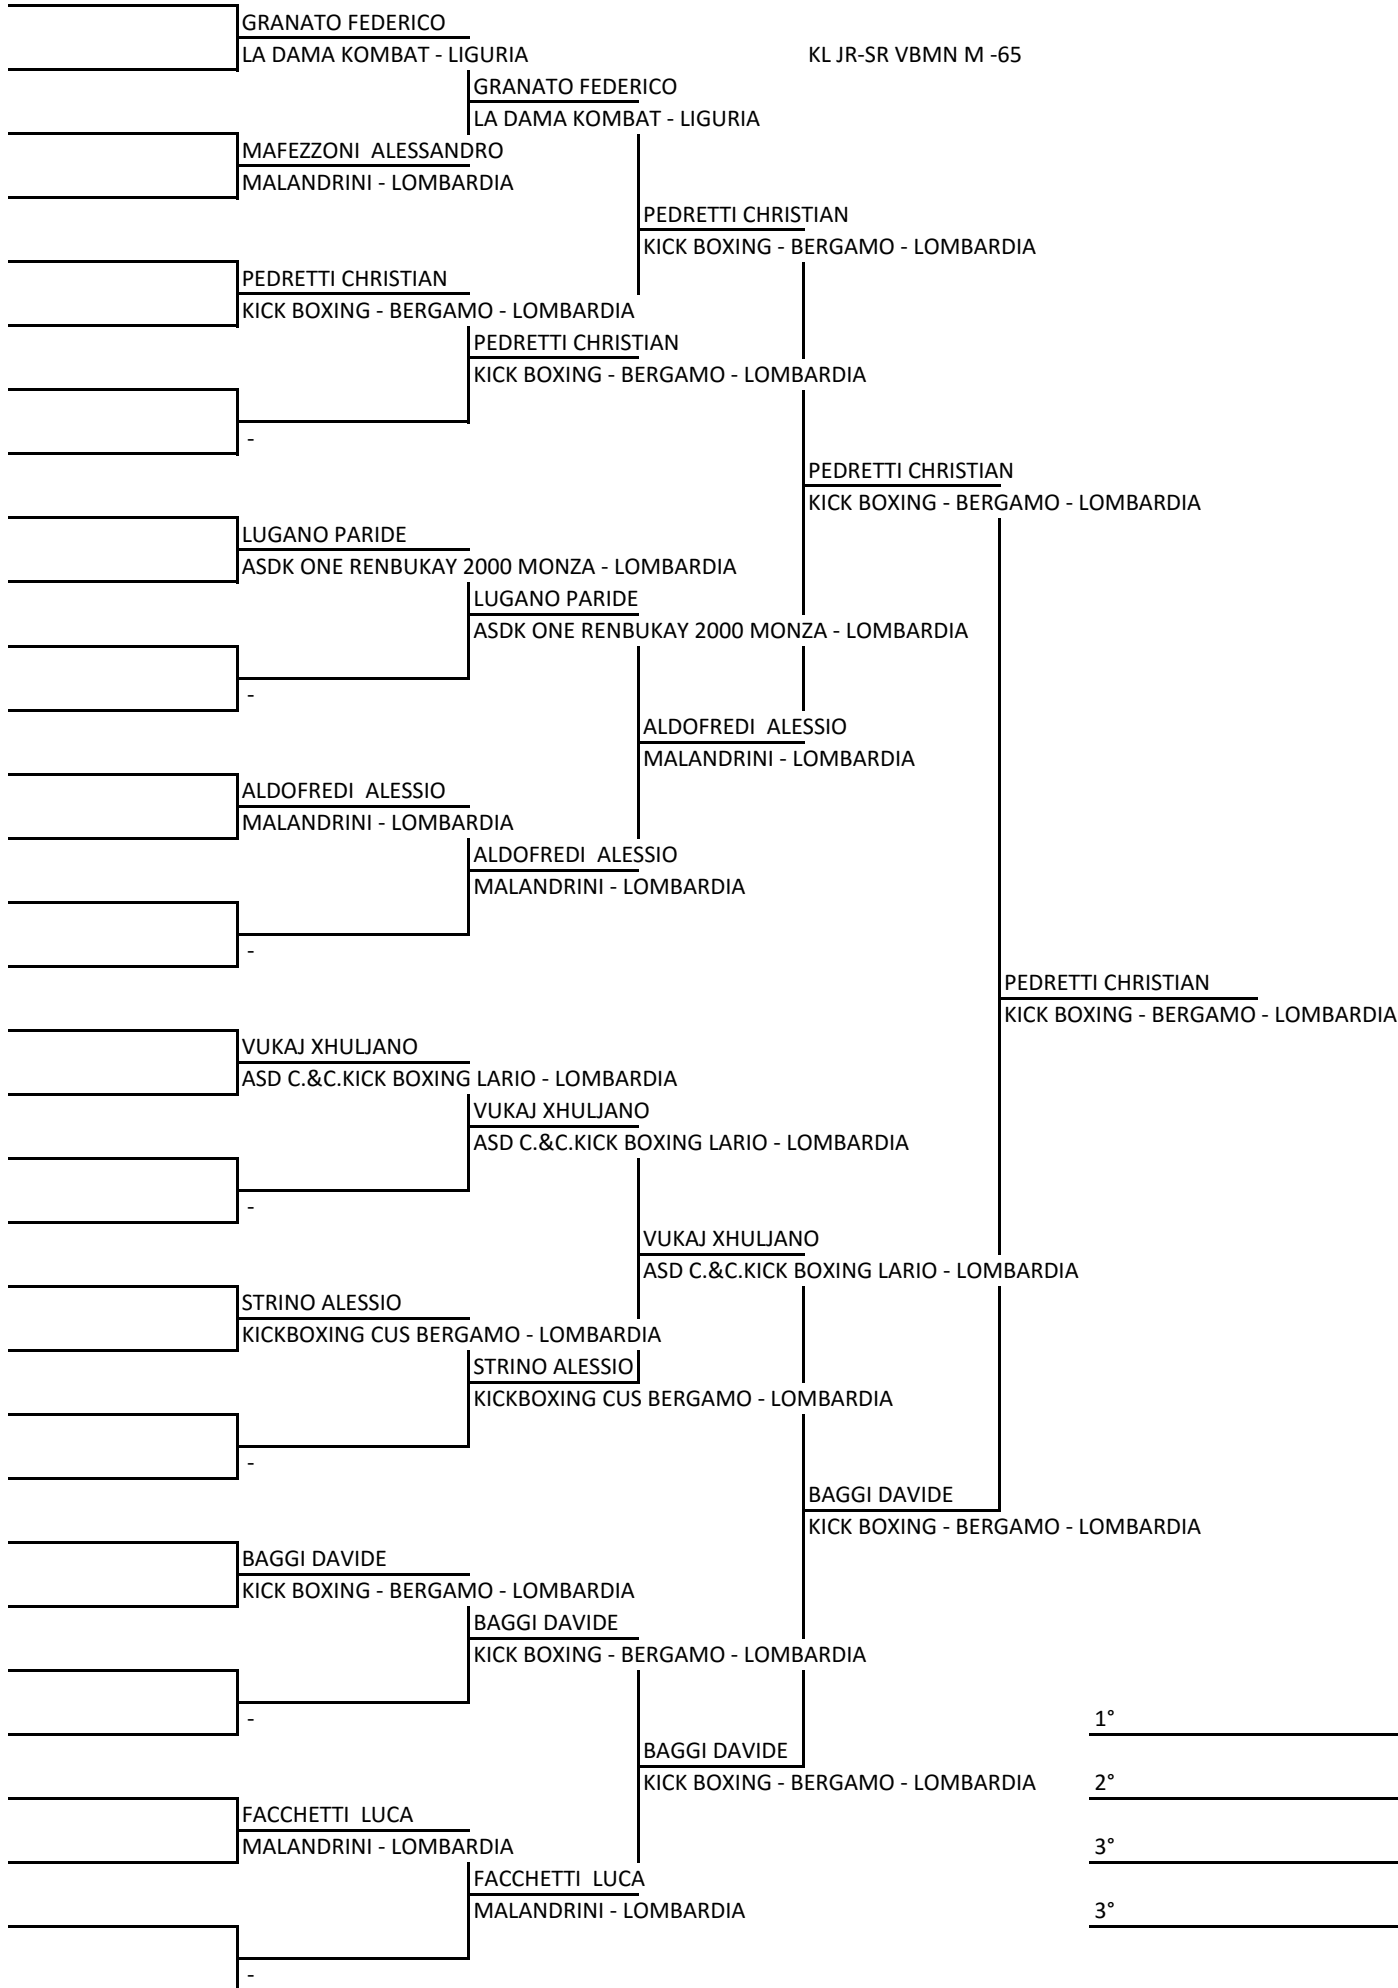 GRANATO FEDERICO
LA DAMA KOMBAT - LIGURIA
KL JR-SR VBMN M -65
GRANATO FEDERICO
LA DAMA KOMBAT - LIGURIA
MAFEZZONI  ALESSANDRO
MALANDRINI - LOMBARDIA
PEDRETTI CHRISTIAN
KICK BOXING - BERGAMO - LOMBARDIA
PEDRETTI CHRISTIAN
KICK BOXING - BERGAMO - LOMBARDIA
PEDRETTI CHRISTIAN
KICK BOXING - BERGAMO - LOMBARDIA
-
PEDRETTI CHRISTIAN
KICK BOXING - BERGAMO - LOMBARDIA
LUGANO PARIDE
ASDK ONE RENBUKAY 2000 MONZA - LOMBARDIA
LUGANO PARIDE
ASDK ONE RENBUKAY 2000 MONZA - LOMBARDIA
-
ALDOFREDI  ALESSIO
MALANDRINI - LOMBARDIA
ALDOFREDI  ALESSIO
MALANDRINI - LOMBARDIA
ALDOFREDI  ALESSIO
MALANDRINI - LOMBARDIA
-
PEDRETTI CHRISTIAN
KICK BOXING - BERGAMO - LOMBARDIA
VUKAJ XHULJANO
ASD C.&C.KICK BOXING LARIO - LOMBARDIA
VUKAJ XHULJANO
ASD C.&C.KICK BOXING LARIO - LOMBARDIA
-
VUKAJ XHULJANO
ASD C.&C.KICK BOXING LARIO - LOMBARDIA
STRINO ALESSIO
KICKBOXING CUS BERGAMO - LOMBARDIA
STRINO ALESSIO
KICKBOXING CUS BERGAMO - LOMBARDIA
-
BAGGI DAVIDE
KICK BOXING - BERGAMO - LOMBARDIA
BAGGI DAVIDE
KICK BOXING - BERGAMO - LOMBARDIA
BAGGI DAVIDE
KICK BOXING - BERGAMO - LOMBARDIA
-
1°
BAGGI DAVIDE
KICK BOXING - BERGAMO - LOMBARDIA
2°
FACCHETTI  LUCA
MALANDRINI - LOMBARDIA
3°
FACCHETTI  LUCA
MALANDRINI - LOMBARDIA
3°
-